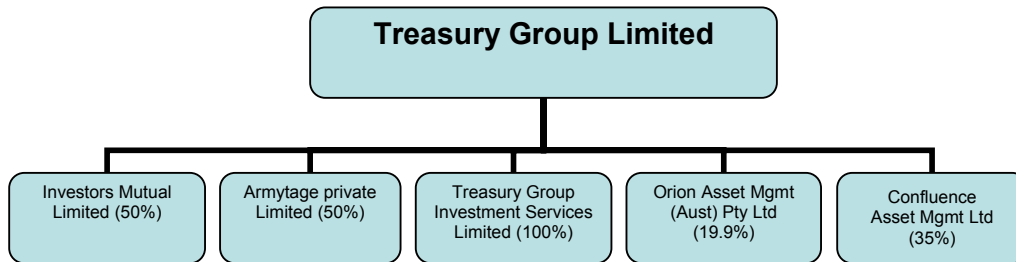 Treasury Group Limited
Investors Mutual
Limited (50%)
Armytage private
Limited (50%)
Treasury Group
Investment Services
Limited (100%)
Orion Asset Mgmt
(Aust) Pty Ltd
(19.9%)
Confluence
Asset Mgmt Ltd
(35%)